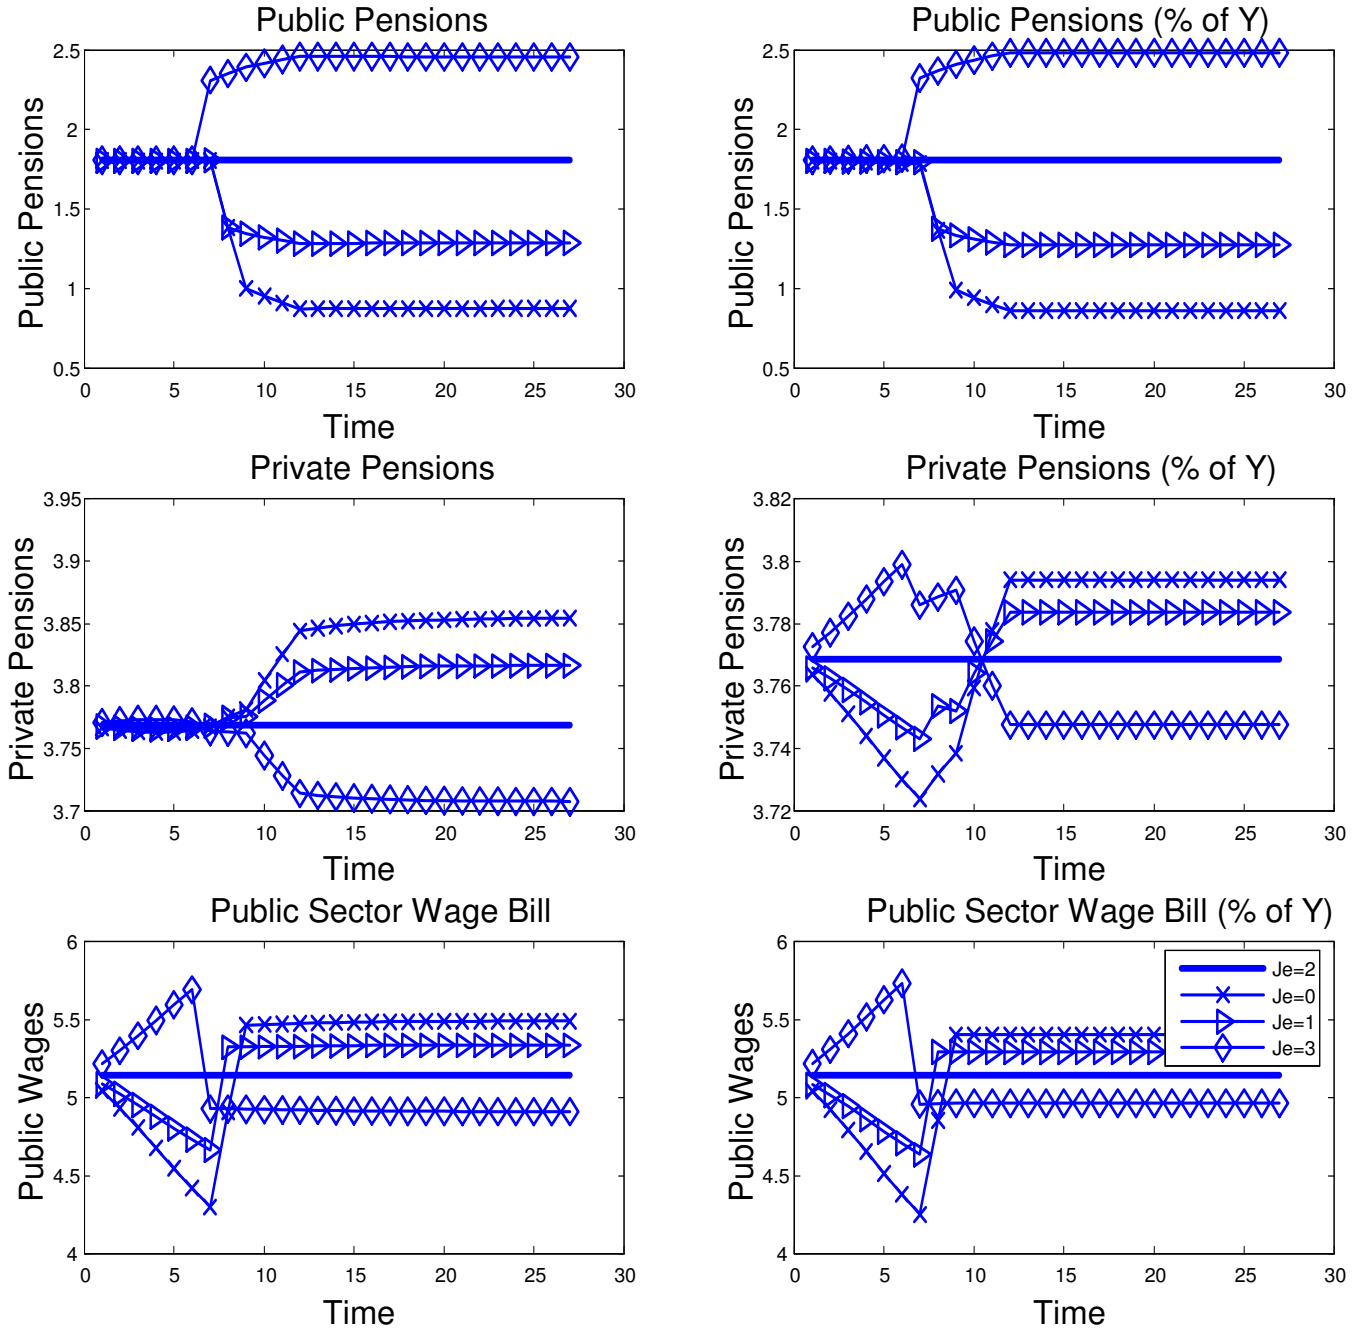 Public Pensions
Public Pensions
2.5
2
1.5
1
0.5
0 5 10 15 20 25 30
Time
Public Pensions (% of Y)
Public Pensions
2.5
2
1.5
1
0.5
0 5 10 15 20 25 30
Time
Private Pensions
Private Pensions
3.95
3.9
3.85
3.8
3.75
3.7
0 5 10 15 20 25 30
Time
Private Pensions (% of Y)
Private Pensions
3.82
3.8
3.78
3.76
3.74
3.72
0 5 10 15 20 25 30
Time
Public Sector Wage Bill
Public Wages
6
5.5
5
4.5
4
0 5 10 15 20 25 30
Time
Public Sector Wage Bill (% of Y)
Public Wages
6
5.5
5
4.5
4
0 5 10 15 20 25 30
Time
Je=2
Je=0
Je=1
Je=3